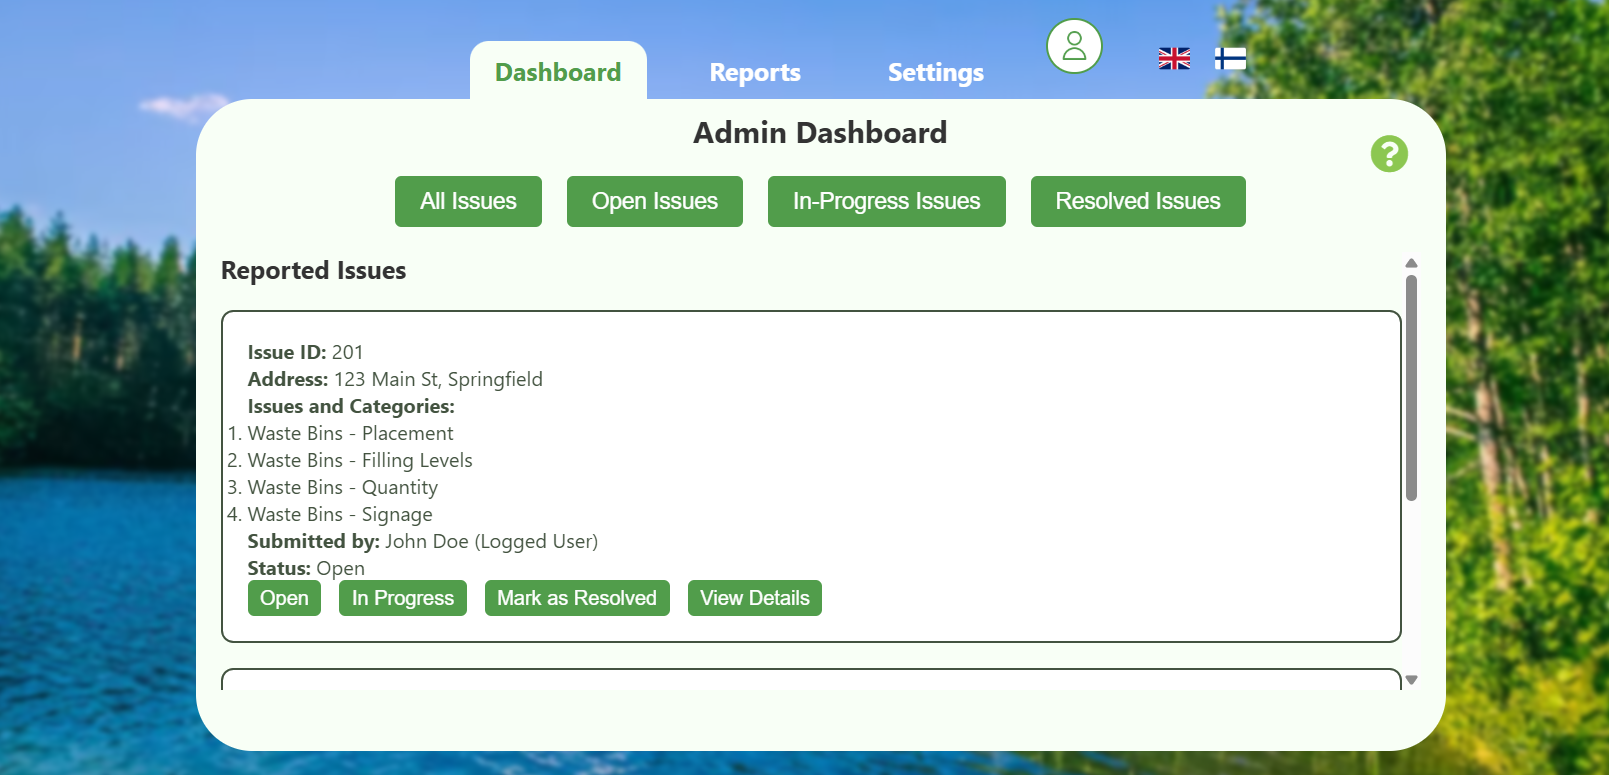 Dashboard
Reports
Settings
Admin Dashboard
?
All Issues
Open Issues
In-Progress Issues
Resolved Issues
Reported Issues
Issue ID: 201
Address: 123 Main St, Springfield
Issues and Categories:
1. Waste Bins - Placement
2. Waste Bins - Filling Levels
3. Waste Bins - Quantity
4. Waste Bins - Signage
Submitted by: John Doe (Logged User)
Status: Open
Open
In Progress
Mark as Resolved
View Details